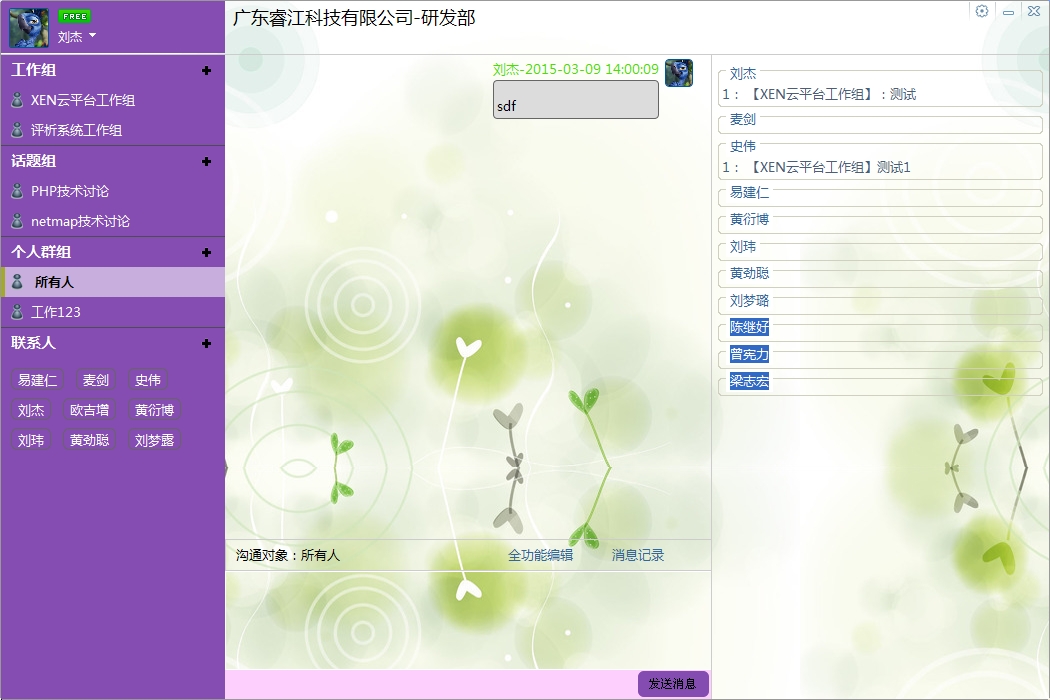 FREE
刘杰
广东睿江科技有限公司-研发部
工作组
XEN云平台工作组
评析系统工作组
话题组
PHP技术讨论
netmap技术讨论
个人群组
所有人
工作123
联系人
易建仁 麦剑 史伟
刘杰 欧吉增 黄衍博
刘玮 黄劲聪 刘梦露
刘杰-2015-03-09 14:00:09
sdf
沟通对象：所有人 全功能编辑 消息记录
发送消息
刘杰
1：【XEN云平台工作组】：测试
麦剑
史伟
1：【XEN云平台工作组】测试1
易建仁
黄衍博
刘玮
黄劲聪
刘梦璐
陈继好
曾宪力
梁志宏